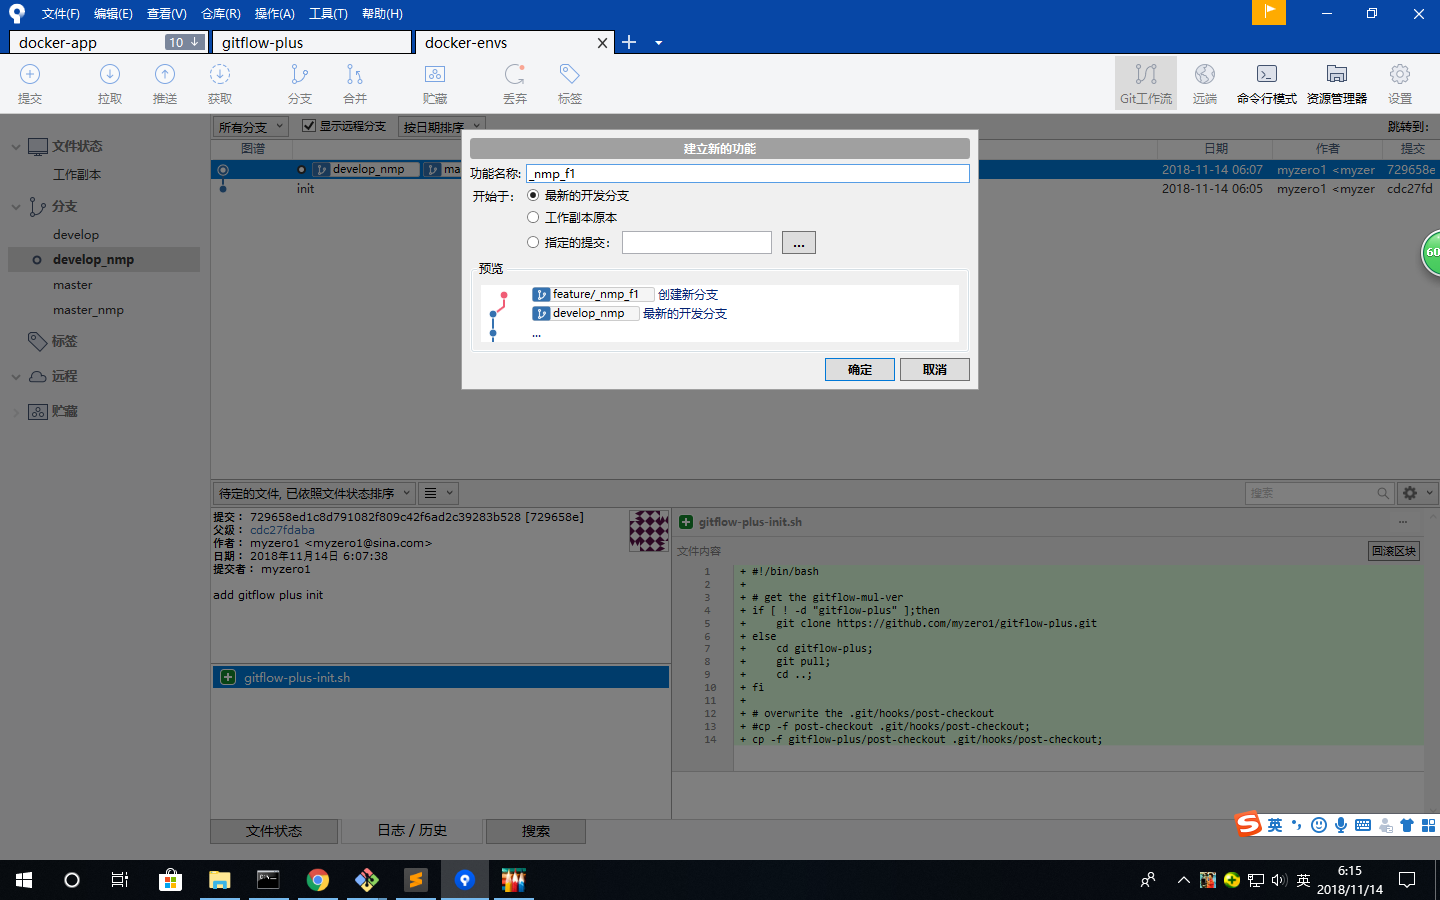 文件(F) 编辑(E) 查看(V) 仓库(R) 操作(A) 工具(T) 帮助(H)
docker-app 10 ↓ gitflow-plus docker-envs
提交 拉取 推送 获取 分支 合并 贮藏 丢弃 标签 Git工作流 远端 命令行模式 资源管理器 设置
文件状态
工作副本
分支
develop
develop_nmp
master
master_nmp
标签
远程
贮藏
所有分支 显示远程分支 按日期排序 跳转到:
图谱 日期 作者 提交
develop_nmp ma 2018-11-14 06:07 myzero1 <myzer 729658e
init 2018-11-14 06:05 myzero1 <myzer cdc27fd
建立新的功能
功能名称: _nmp_f1
开始于: 最新的开发分支
工作副本原本
指定的提交: ...
预览
feature/_nmp_f1 创建新分支
develop_nmp 最新的开发分支
...
确定 取消
60
待定的文件, 已依照文件状态排序 搜索
提交: 729658ed1c8d791082f809c42f6ad2c39283b528 [729658e]
父级: cdc27fdaba
作者: myzero1 <myzero1@sina.com>
日期: 2018年11月14日 6:07:38
提交者: myzero1
add gitflow plus init
gitflow-plus-init.sh
gitflow-plus-init.sh ...
文件内容 回滚区块
1 + #!/bin/bash
2 +
3 + # get the gitflow-mul-ver
4 + if [ ! -d "gitflow-plus" ];then
5 + git clone https://github.com/myzero1/gitflow-plus.git
6 + else
7 + cd gitflow-plus;
8 + git pull;
9 + cd ..;
10 + fi
11 +
12 + # overwrite the .git/hooks/post-checkout
13 + #cp -f post-checkout .git/hooks/post-checkout;
14 + cp -f gitflow-plus/post-checkout .git/hooks/post-checkout;
文件状态 日志 / 历史 搜索
S 英
英 6:15
2018/11/14